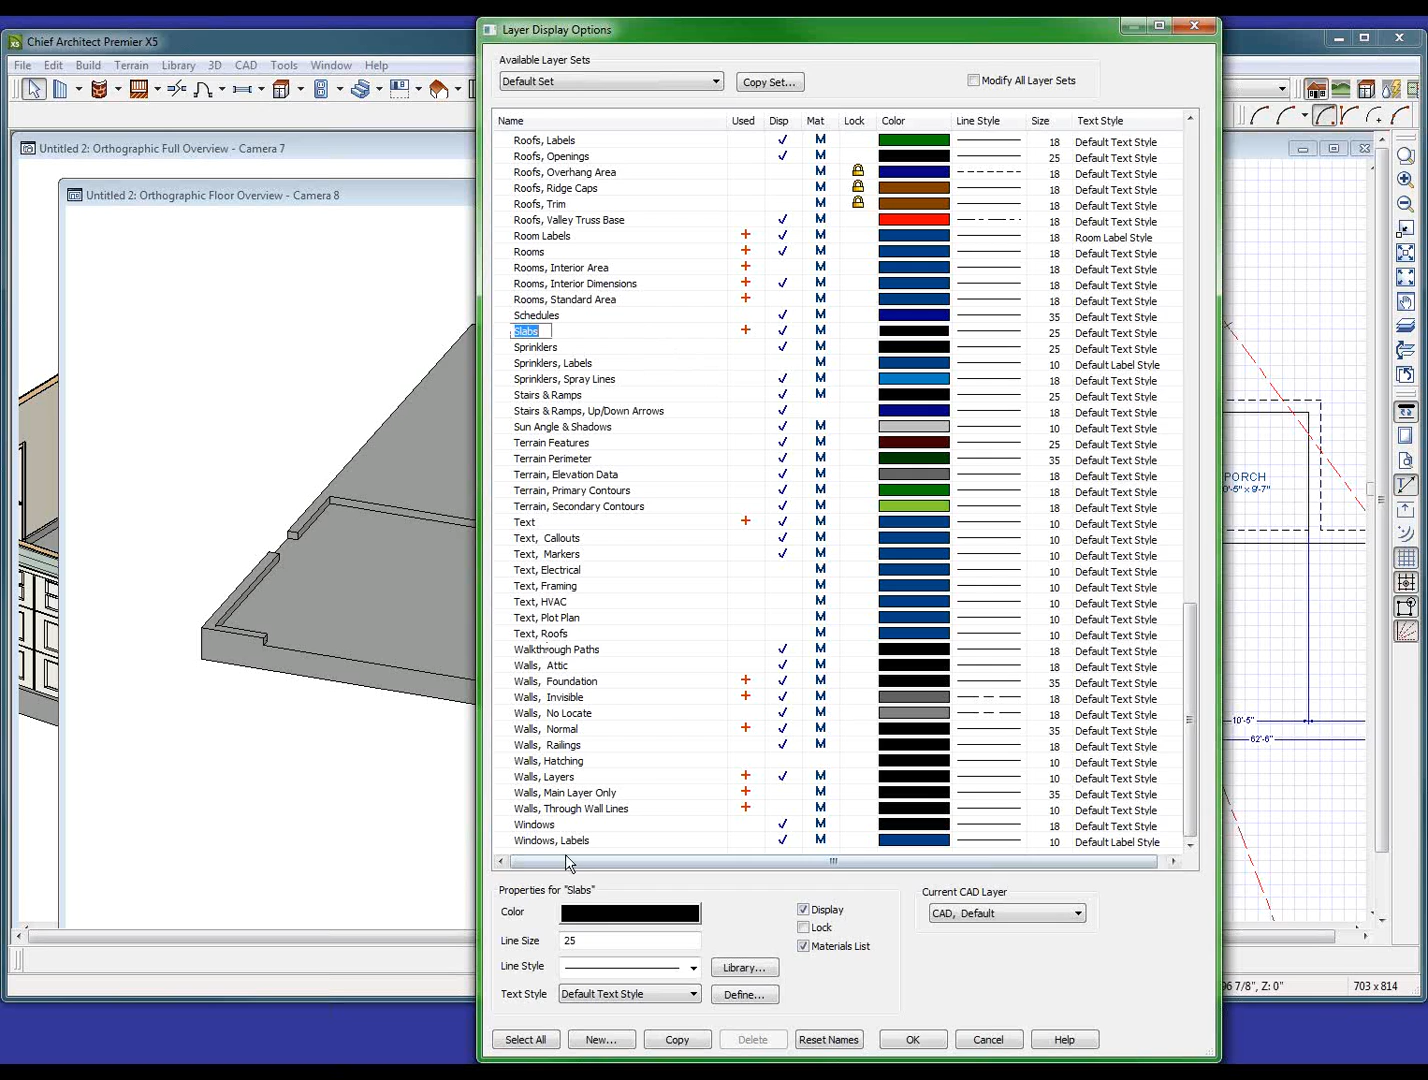 Chief Architect Premier X5
File Edit Build Terrain Library 3D CAD Tools Window Help
Untitled 2: Orthographic Full Overview - Camera 7
Untitled 2: Orthographic Floor Overview - Camera 8
Layer Display Options
Available Layer Sets
Default Set
Copy Set...
Modify All Layer Sets
Name Used Disp Mat Lock Color Line Style Size Text Style
Roofs, Labels M 18 Default Text Style
Roofs, Openings M 25 Default Text Style
Roofs, Overhang Area M 18 Default Text Style
Roofs, Ridge Caps M 18 Default Text Style
Roofs, Trim M 18 Default Text Style
Roofs, Valley Truss Base M 18 Default Text Style
Room Labels M 18 Room Label Style
Rooms M 18 Default Text Style
Rooms, Interior Area M 18 Default Text Style
Rooms, Interior Dimensions M 18 Default Text Style
Rooms, Standard Area M 18 Default Text Style
Schedules M 35 Default Text Style
Slabs M 25 Default Text Style
Sprinklers M 25 Default Text Style
Sprinklers, Labels M 10 Default Label Style
Sprinklers, Spray Lines M 18 Default Text Style
Stairs & Ramps M 25 Default Text Style
Stairs & Ramps, Up/Down Arrows 18 Default Text Style
Sun Angle & Shadows M 10 Default Text Style
Terrain Features M 25 Default Text Style
Terrain Perimeter M 35 Default Text Style
Terrain, Elevation Data M 18 Default Text Style
Terrain, Primary Contours M 18 Default Text Style
Terrain, Secondary Contours M 18 Default Text Style
Text M 10 Default Text Style
Text, Callouts M 10 Default Text Style
Text, Markers M 10 Default Text Style
Text, Electrical M 10 Default Text Style
Text, Framing M 10 Default Text Style
Text, HVAC M 10 Default Text Style
Text, Plot Plan M 10 Default Text Style
Text, Roofs M 10 Default Text Style
Walkthrough Paths M 18 Default Text Style
Walls, Attic M 18 Default Text Style
Walls, Foundation M 35 Default Text Style
Walls, Invisible M 18 Default Text Style
Walls, No Locate M 18 Default Text Style
Walls, Normal M 35 Default Text Style
Walls, Railings M 18 Default Text Style
Walls, Hatching M 10 Default Text Style
Walls, Layers M 10 Default Text Style
Walls, Main Layer Only M 35 Default Text Style
Walls, Through Wall Lines M 10 Default Text Style
Windows M 18 Default Text Style
Windows, Labels M 10 Default Label Style
Properties for "Slabs"
Color
Line Size 25
Line Style Library...
Text Style Default Text Style Define...
Display
Lock
Materials List
Current CAD Layer
CAD, Default
Select All New... Copy Delete Reset Names OK Cancel Help
PORCH
10'-5"
62'-6"
96 7/8", Z: 0" 703 x 814